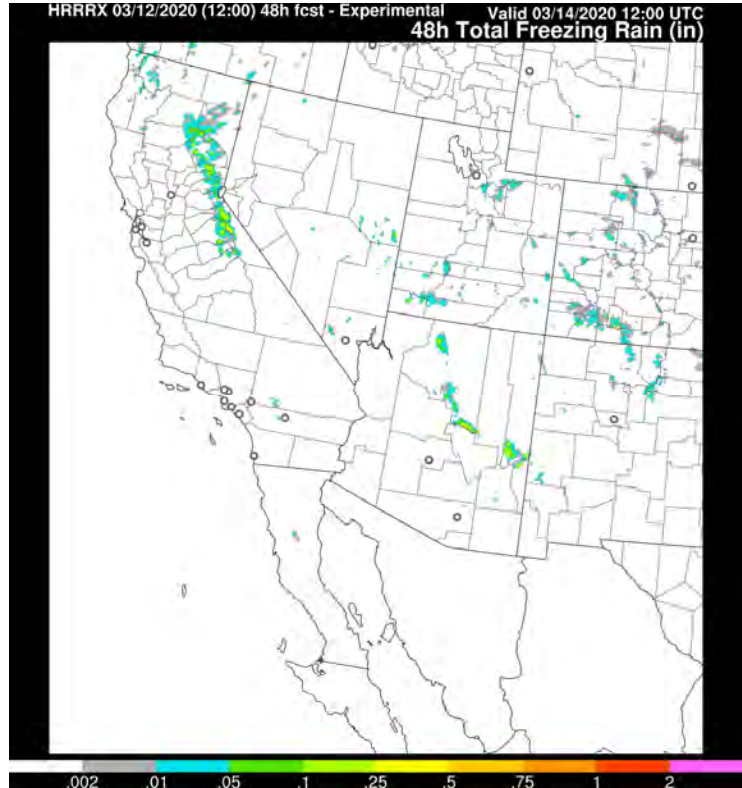 HRRRX 03/12/2020 (12:00) 48h fcst - Experimental Valid 03/14/2020 12:00 UTC
48h Total Freezing Rain (in)
.002 .01 .05 .1 .25 .5 .75 1 2